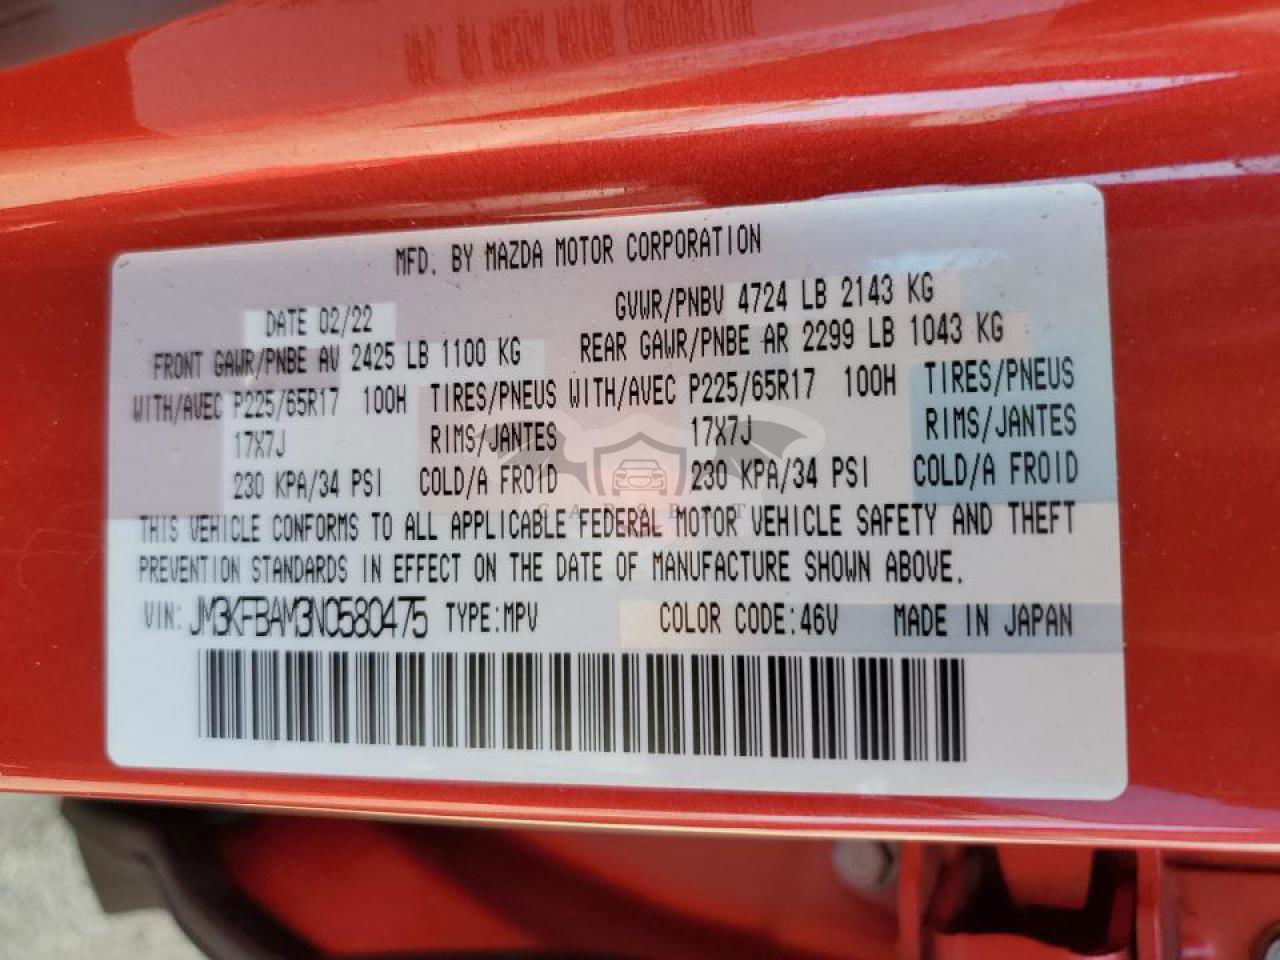 MFD. BY MAZDA MOTOR CORPORATION
DATE 02/22 GVWR/PNBV 4724 LB 2143 KG
FRONT GAWR/PNBE AV 2425 LB 1100 KG REAR GAWR/PNBE AR 2299 LB 1043 KG
WITH/AVEC P225/65R17 100H TIRES/PNEUS WITH/AVEC P225/65R17 100H TIRES/PNEUS
17X7J RIMS/JANTES 17X7J RIMS/JANTES
230 KPA/34 PSI COLD/A FROID 230 KPA/34 PSI COLD/A FROID
CARSBAT
THIS VEHICLE CONFORMS TO ALL APPLICABLE FEDERAL MOTOR VEHICLE SAFETY AND THEFT
PREVENTION STANDARDS IN EFFECT ON THE DATE OF MANUFACTURE SHOWN ABOVE.
VIN: JM3KFBAM3N0580475 TYPE:MPV COLOR CODE:46V MADE IN JAPAN